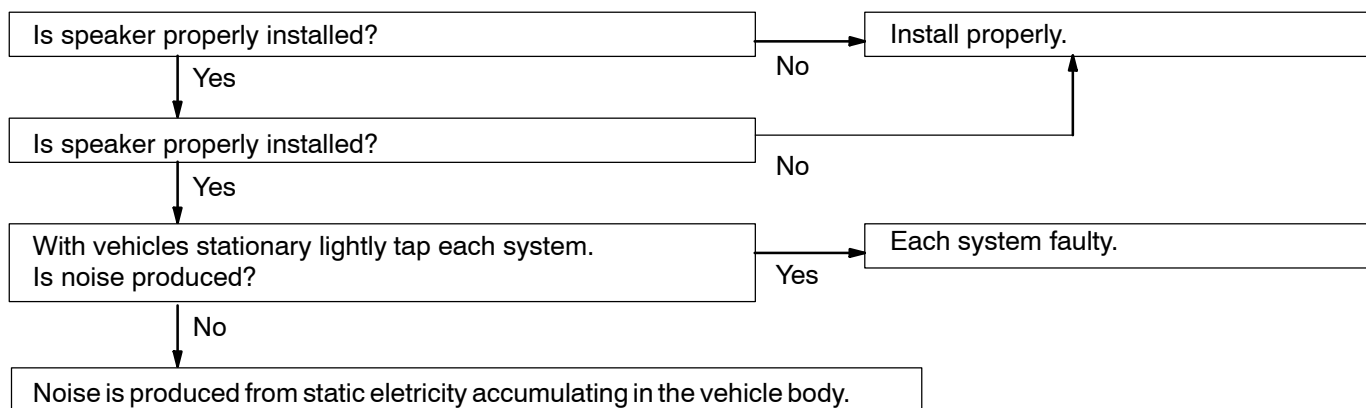 Is speaker properly installed?
Install properly.
No
Yes
Is speaker properly installed?
No
Yes
With vehicles stationary lightly tap each system.
Is noise produced?
Each system faulty.
Yes
No
Noise is produced from static eletricity accumulating in the vehicle body.